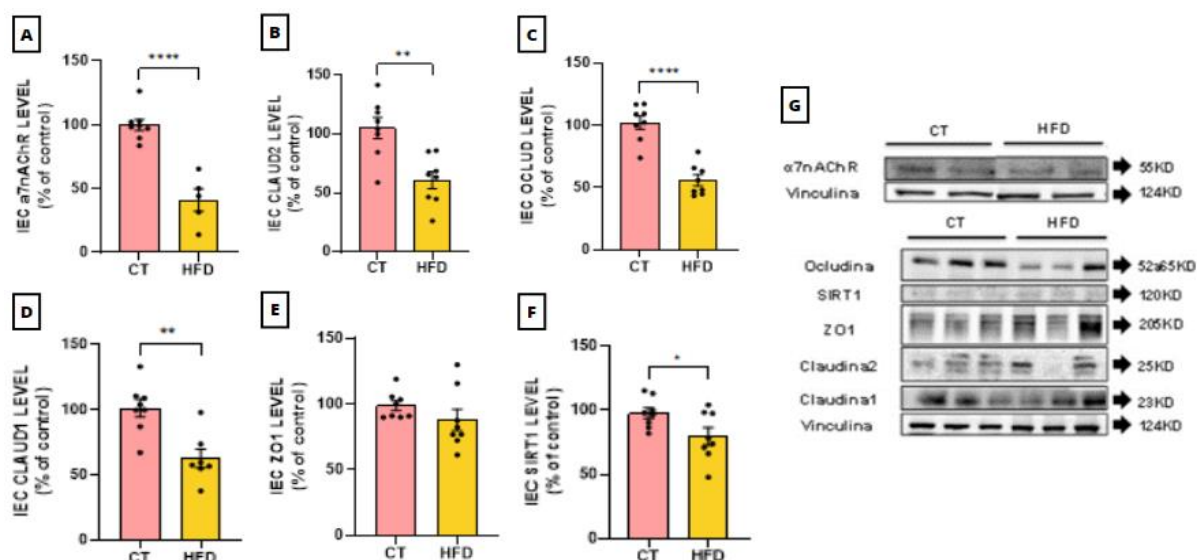 A
IEC α7nAChR LEVEL
(% of control)
150
100
50
0
****
CT HFD
B
IEC CLAUD2 LEVEL
(% of control)
150
100
50
0
**
CT HFD
C
IEC OCLUD LEVEL
(% of control)
150
100
50
0
****
CT HFD
D
IEC CLAUD1 LEVEL
(% of control)
150
100
50
0
**
CT HFD
E
IEC ZO1 LEVEL
(% of control)
150
100
50
0
CT HFD
F
IEC SIRT1 LEVEL
(% of control)
150
100
50
0
*
CT HFD
G
CT HFD
α7nAChR 55KD
Vinculina 124KD
CT HFD
Ocludina 52a65KD
SIRT1 120KD
ZO1 205KD
Claudina2 25KD
Claudina1 23KD
Vinculina 124KD